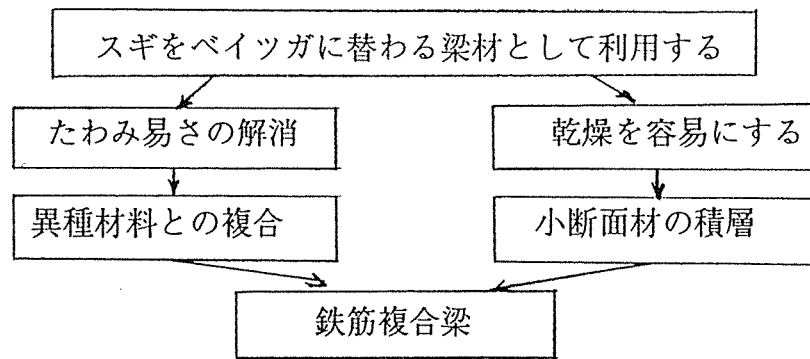 スギをベイツガに替わる梁材として利用する
たわみ易さの解消
乾燥を容易にする
異種材料との複合
小断面材の積層
鉄筋複合梁